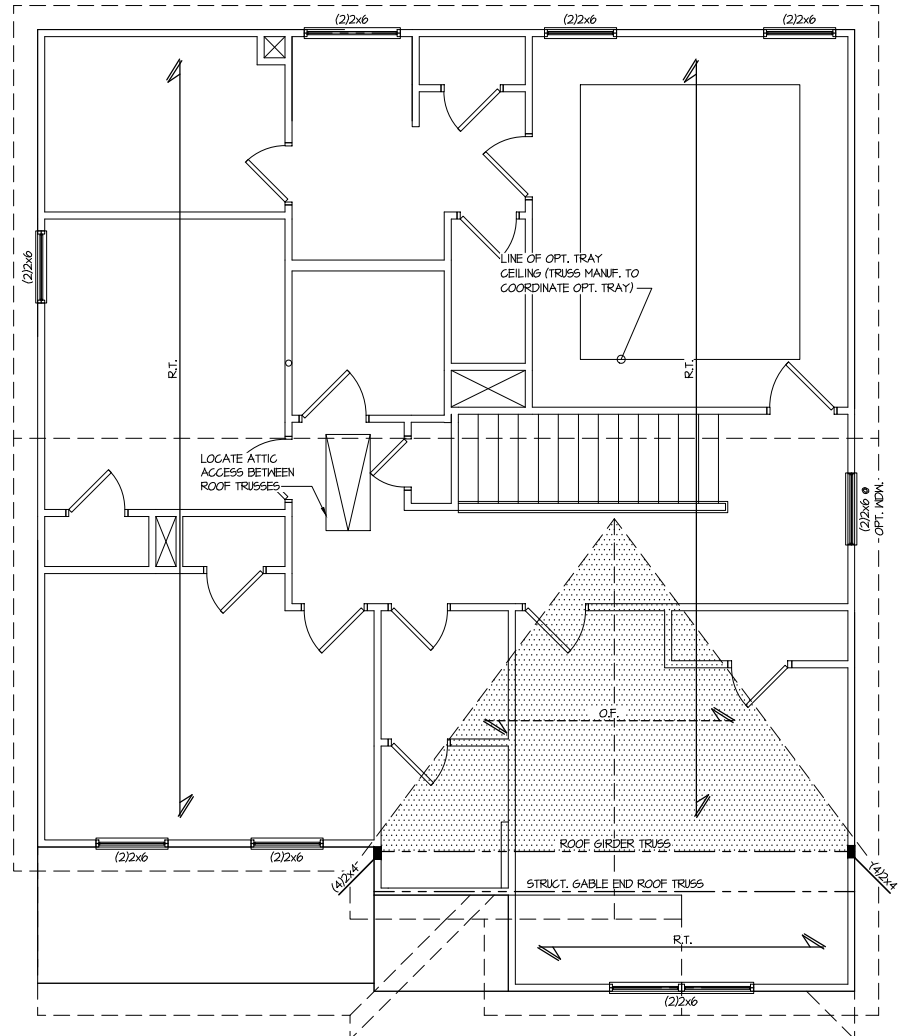 (2)2x6
(2)2x6
(2)2x6
(2)2x6
LINE OF OPT. TRAY
CEILING (TRUSS MANUF. TO
COORDINATE OPT. TRAY)
R.T.
R.T.
LOCATE ATTIC
ACCESS BETWEEN
ROOF TRUSSES
(2)2x6 @
OPT. WDW.
O.F.
ROOF GIRDER TRUSS
(2)2x6
(2)2x6
(4)2x4
(4)2x4
STRUCT. GABLE END ROOF TRUSS
R.T.
(2)2x6